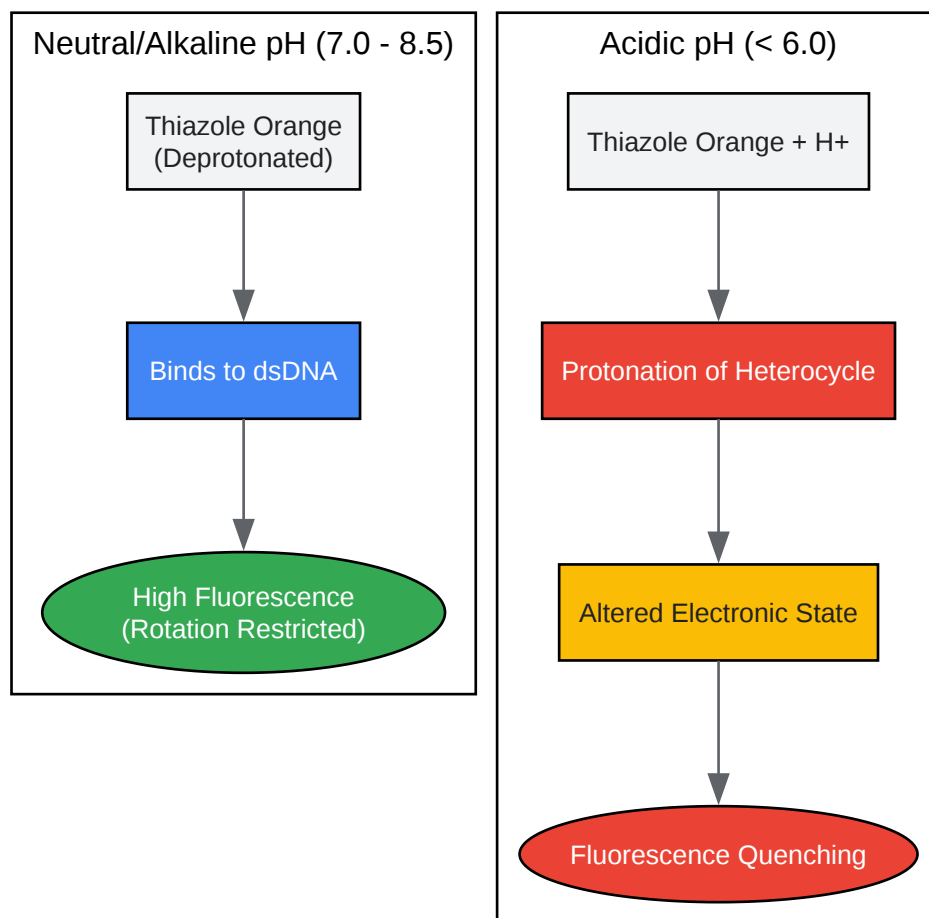 Neutral/Alkaline pH (7.0 - 8.5)
Thiazole Orange
(Deprotonated)
Binds to dsDNA
High Fluorescence
(Rotation Restricted)
Acidic pH (< 6.0)
Thiazole Orange + H+
Protonation of Heterocycle
Altered Electronic State
Fluorescence Quenching